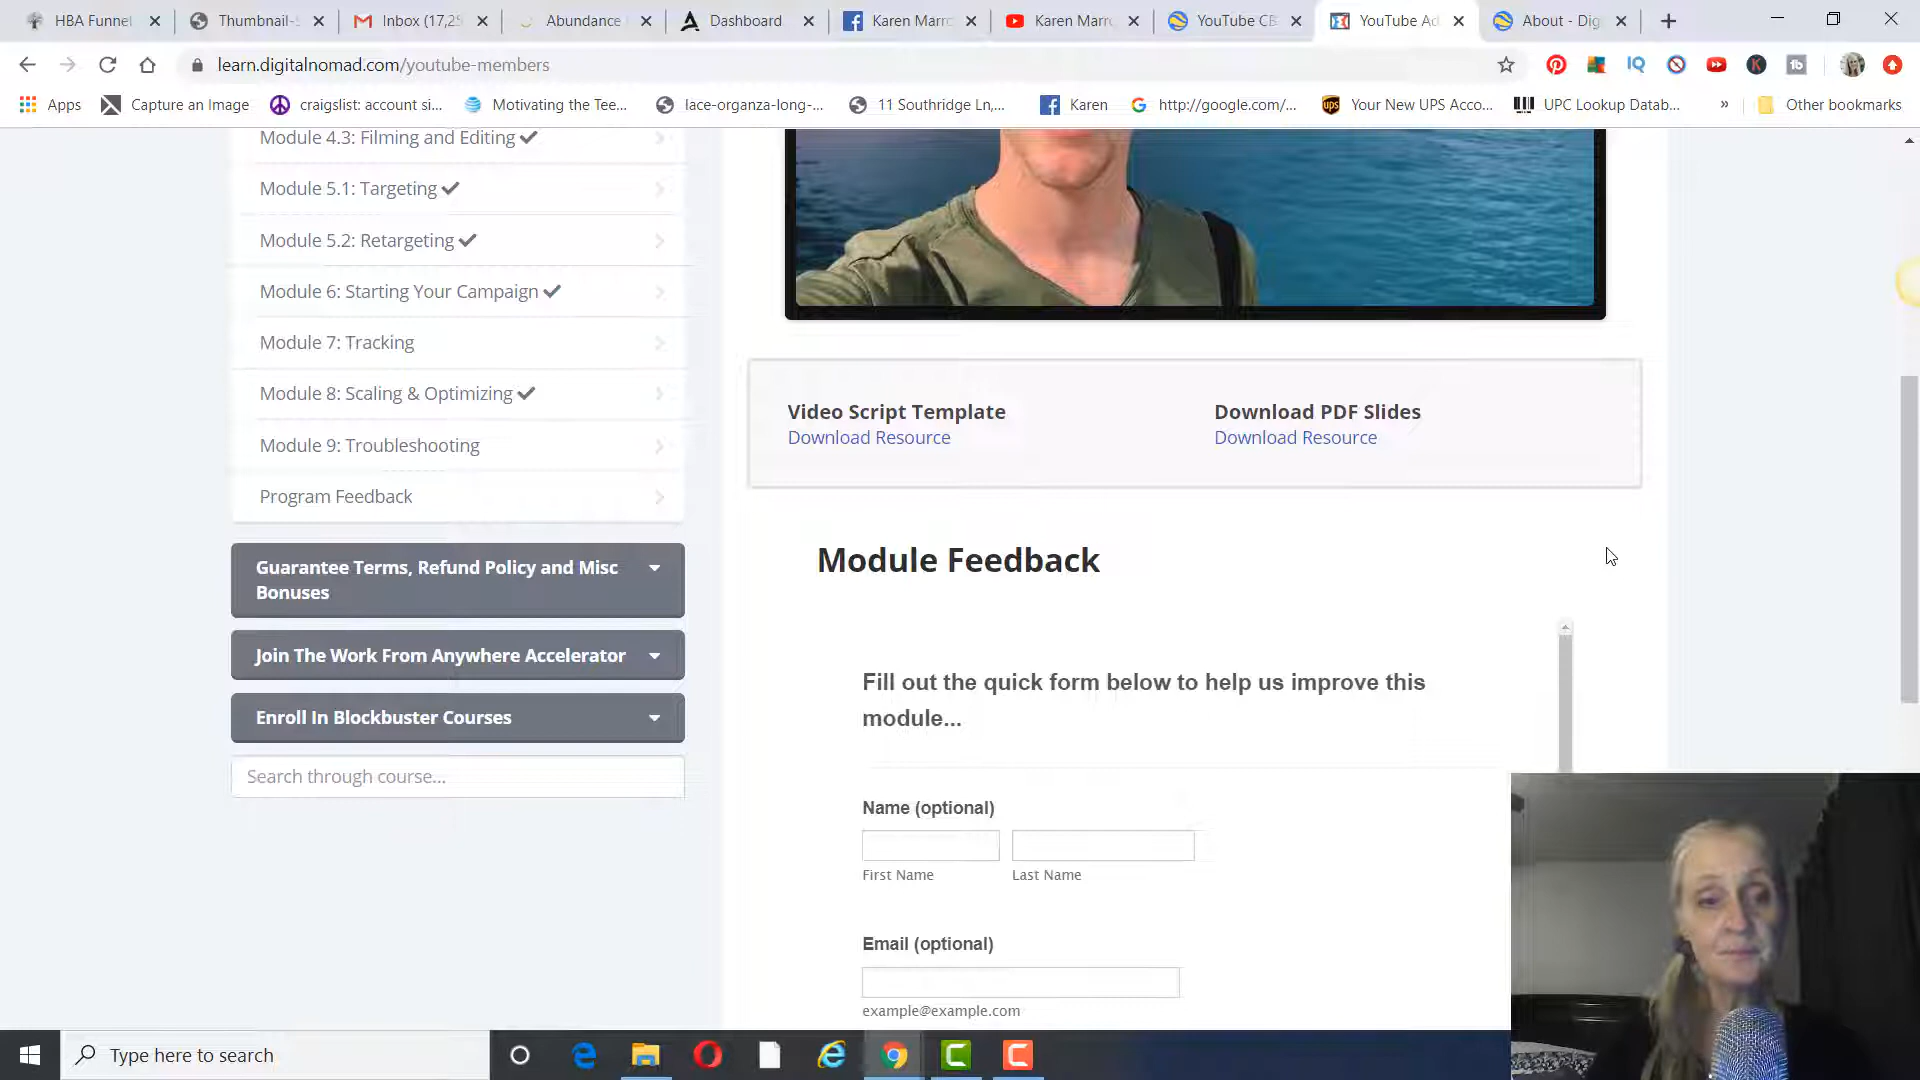 HBA Funnel
Thumbnail-
Inbox (17,25
Abundance
Dashboard
Karen Marro
Karen Marro
YouTube CB
YouTube Ad
About - Dig
learn.digitalnomad.com/youtube-members
Apps
Capture an Image
craigslist: account si...
Motivating the Tee...
lace-organza-long-...
11 Southridge Ln,...
Karen
http://google.com/...
Your New UPS Acco...
UPC Lookup Datab...
»
Other bookmarks
Module 4.3: Filming and Editing
Module 5.1: Targeting
Module 5.2: Retargeting
Module 6: Starting Your Campaign
Module 7: Tracking
Module 8: Scaling & Optimizing
Module 9: Troubleshooting
Program Feedback
Guarantee Terms, Refund Policy and Misc
Bonuses
Join The Work From Anywhere Accelerator
Enroll In Blockbuster Courses
Search through course...
Video Script Template
Download Resource
Download PDF Slides
Download Resource
Module Feedback
Fill out the quick form below to help us improve this
module...
Name (optional)
First Name
Last Name
Email (optional)
example@example.com
Type here to search